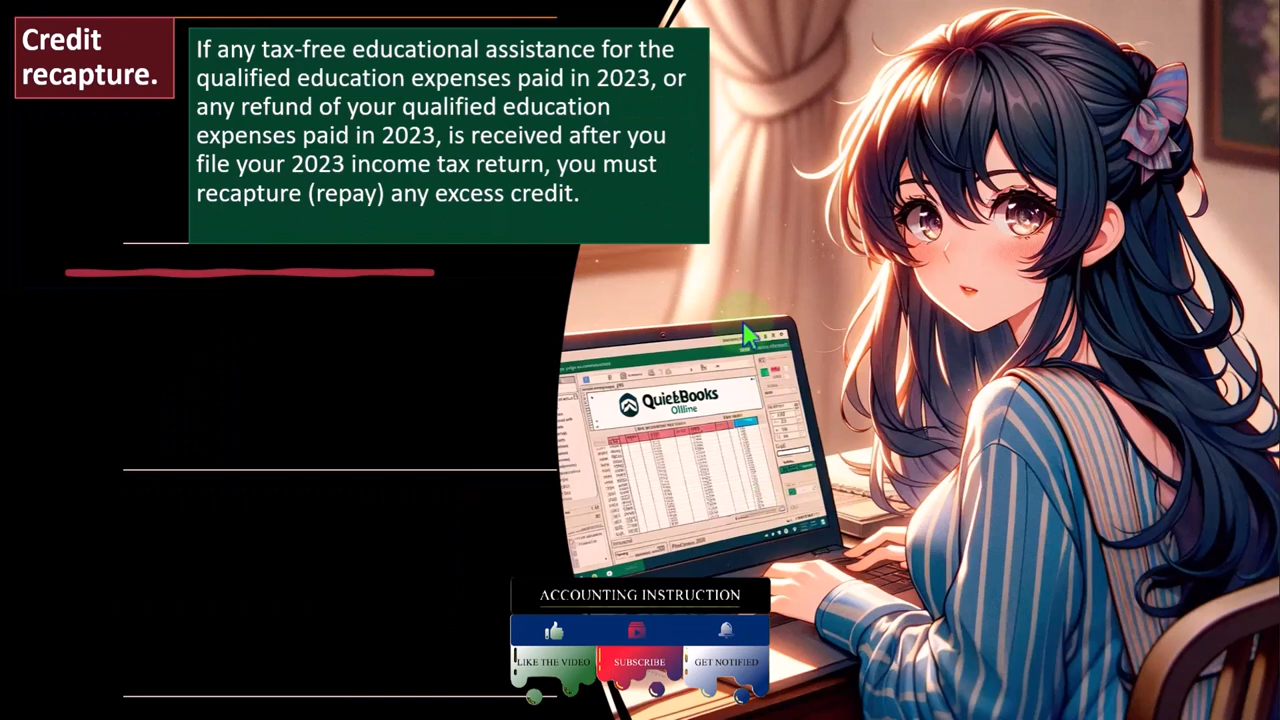 Credit
recapture.
If any tax-free educational assistance for the
qualified education expenses paid in 2023, or
any refund of your qualified education
expenses paid in 2023, is received after you
file your 2023 income tax return, you must
recapture (repay) any excess credit.
QuickBooks
Offline
ACCOUNTING INSTRUCTION
LIKE THE VIDEO
SUBSCRIBE
GET NOTIFIED